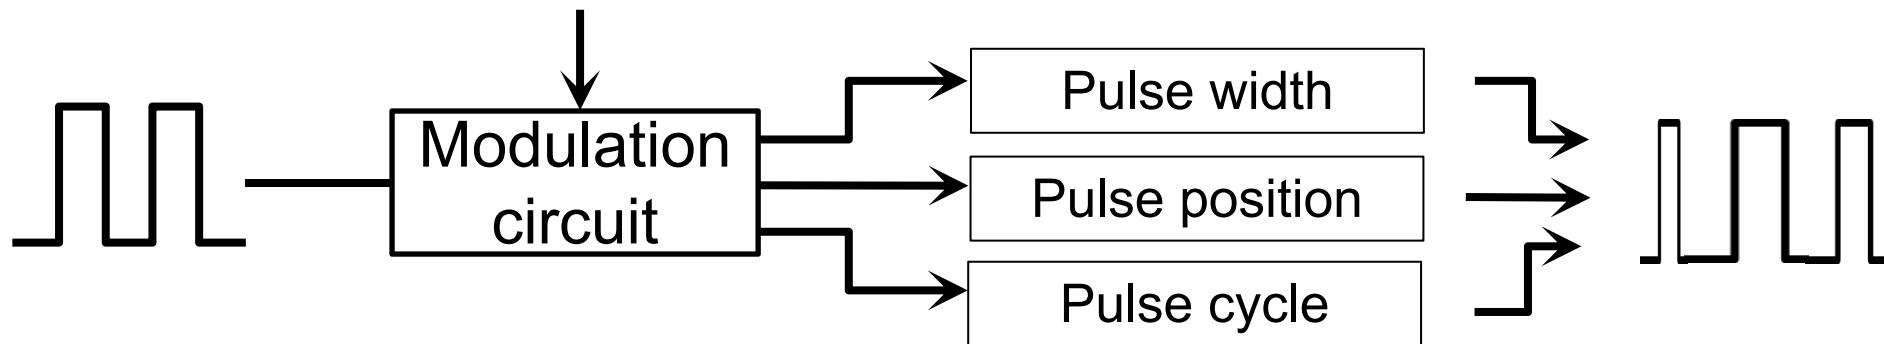 Modulation
circuit
Pulse width
Pulse position
Pulse cycle